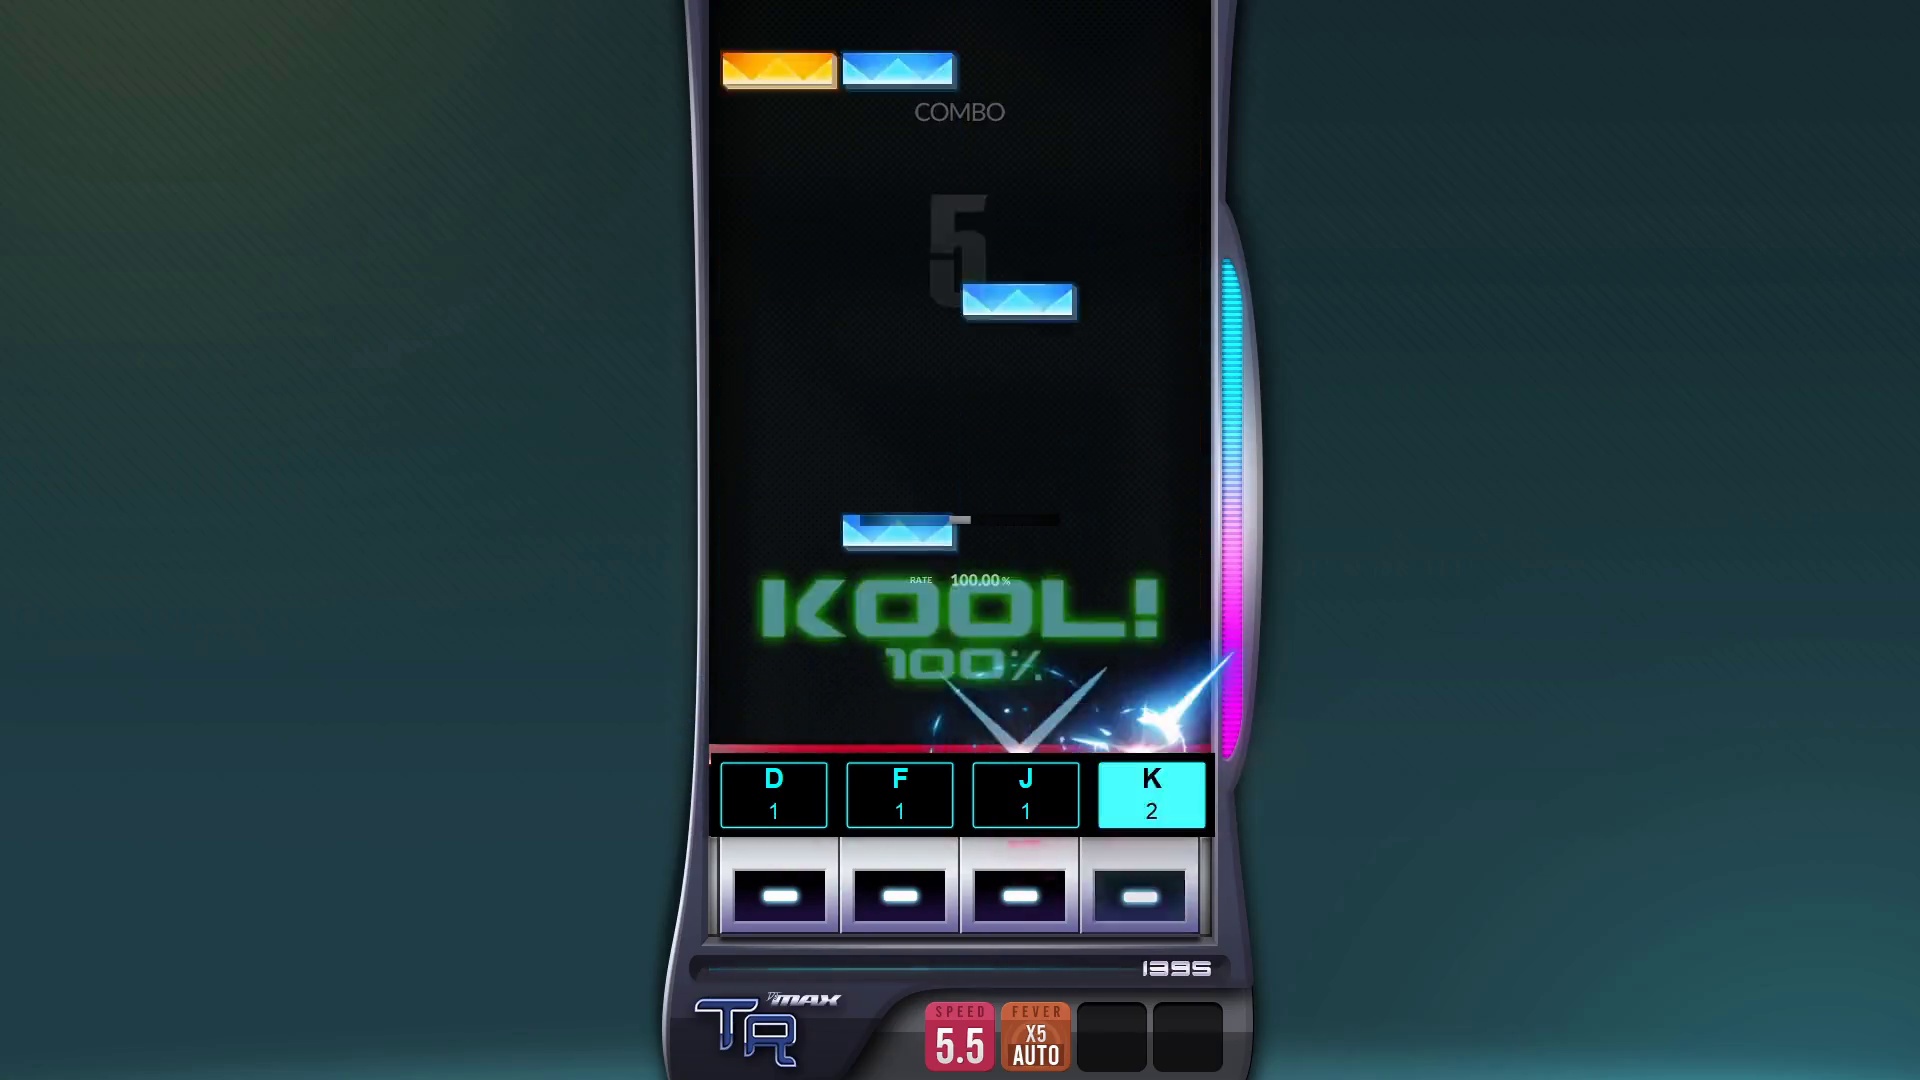 COMBO
5
RATE 100.00%
KOOL!
100%
D F J K
1 1 1 2
1395
MAX
TR
SPEED FEVER
5.5 X5
AUTO